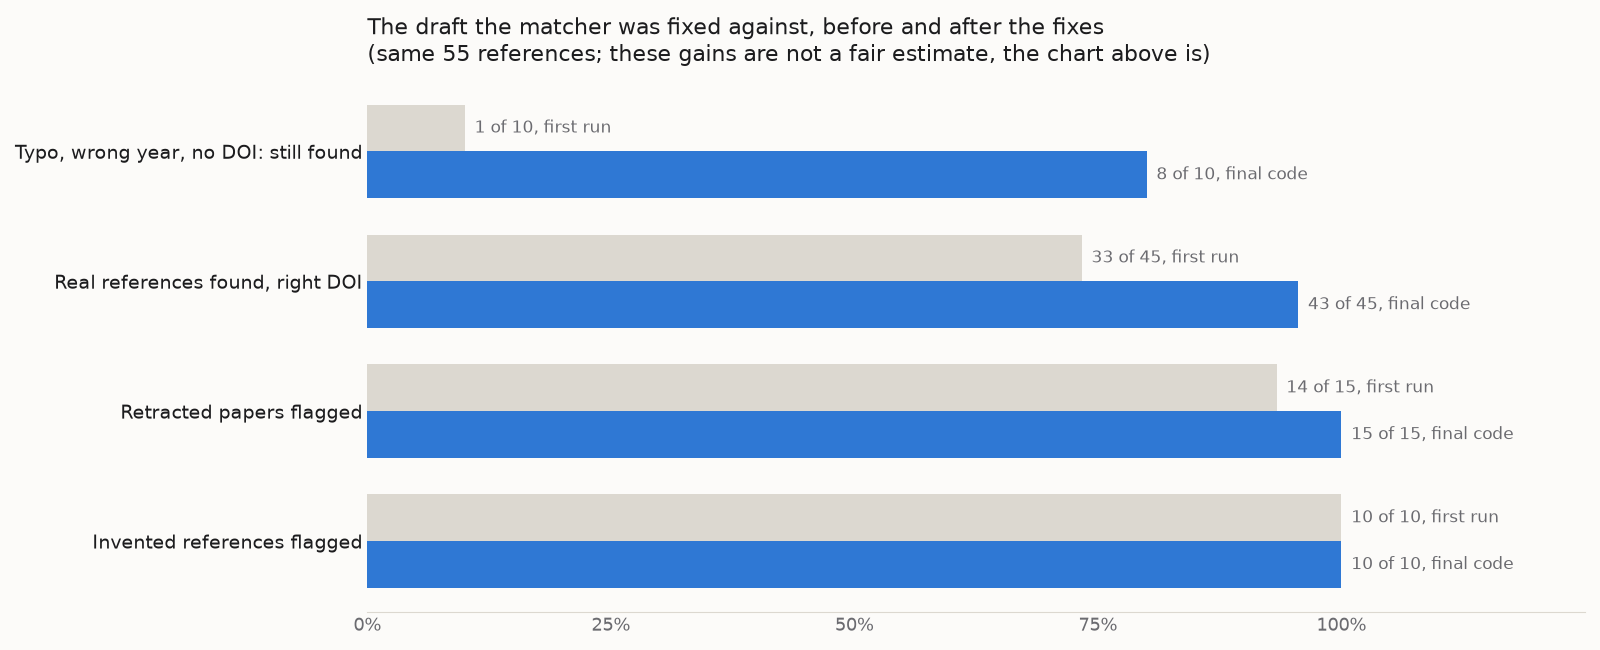 The draft the matcher was fixed against, before and after the fixes
(same 55 references; these gains are not a fair estimate, the chart above is)
1 of 10, first run
Typo, wrong year, no DOI: still found
8 of 10, final code
33 of 45, first run
Real references found, right DOI
43 of 45, final code
14 of 15, first run
Retracted papers flagged
15 of 15, final code
10 of 10, first run
Invented references flagged
10 of 10, final code
0% 25% 50% 75% 100%